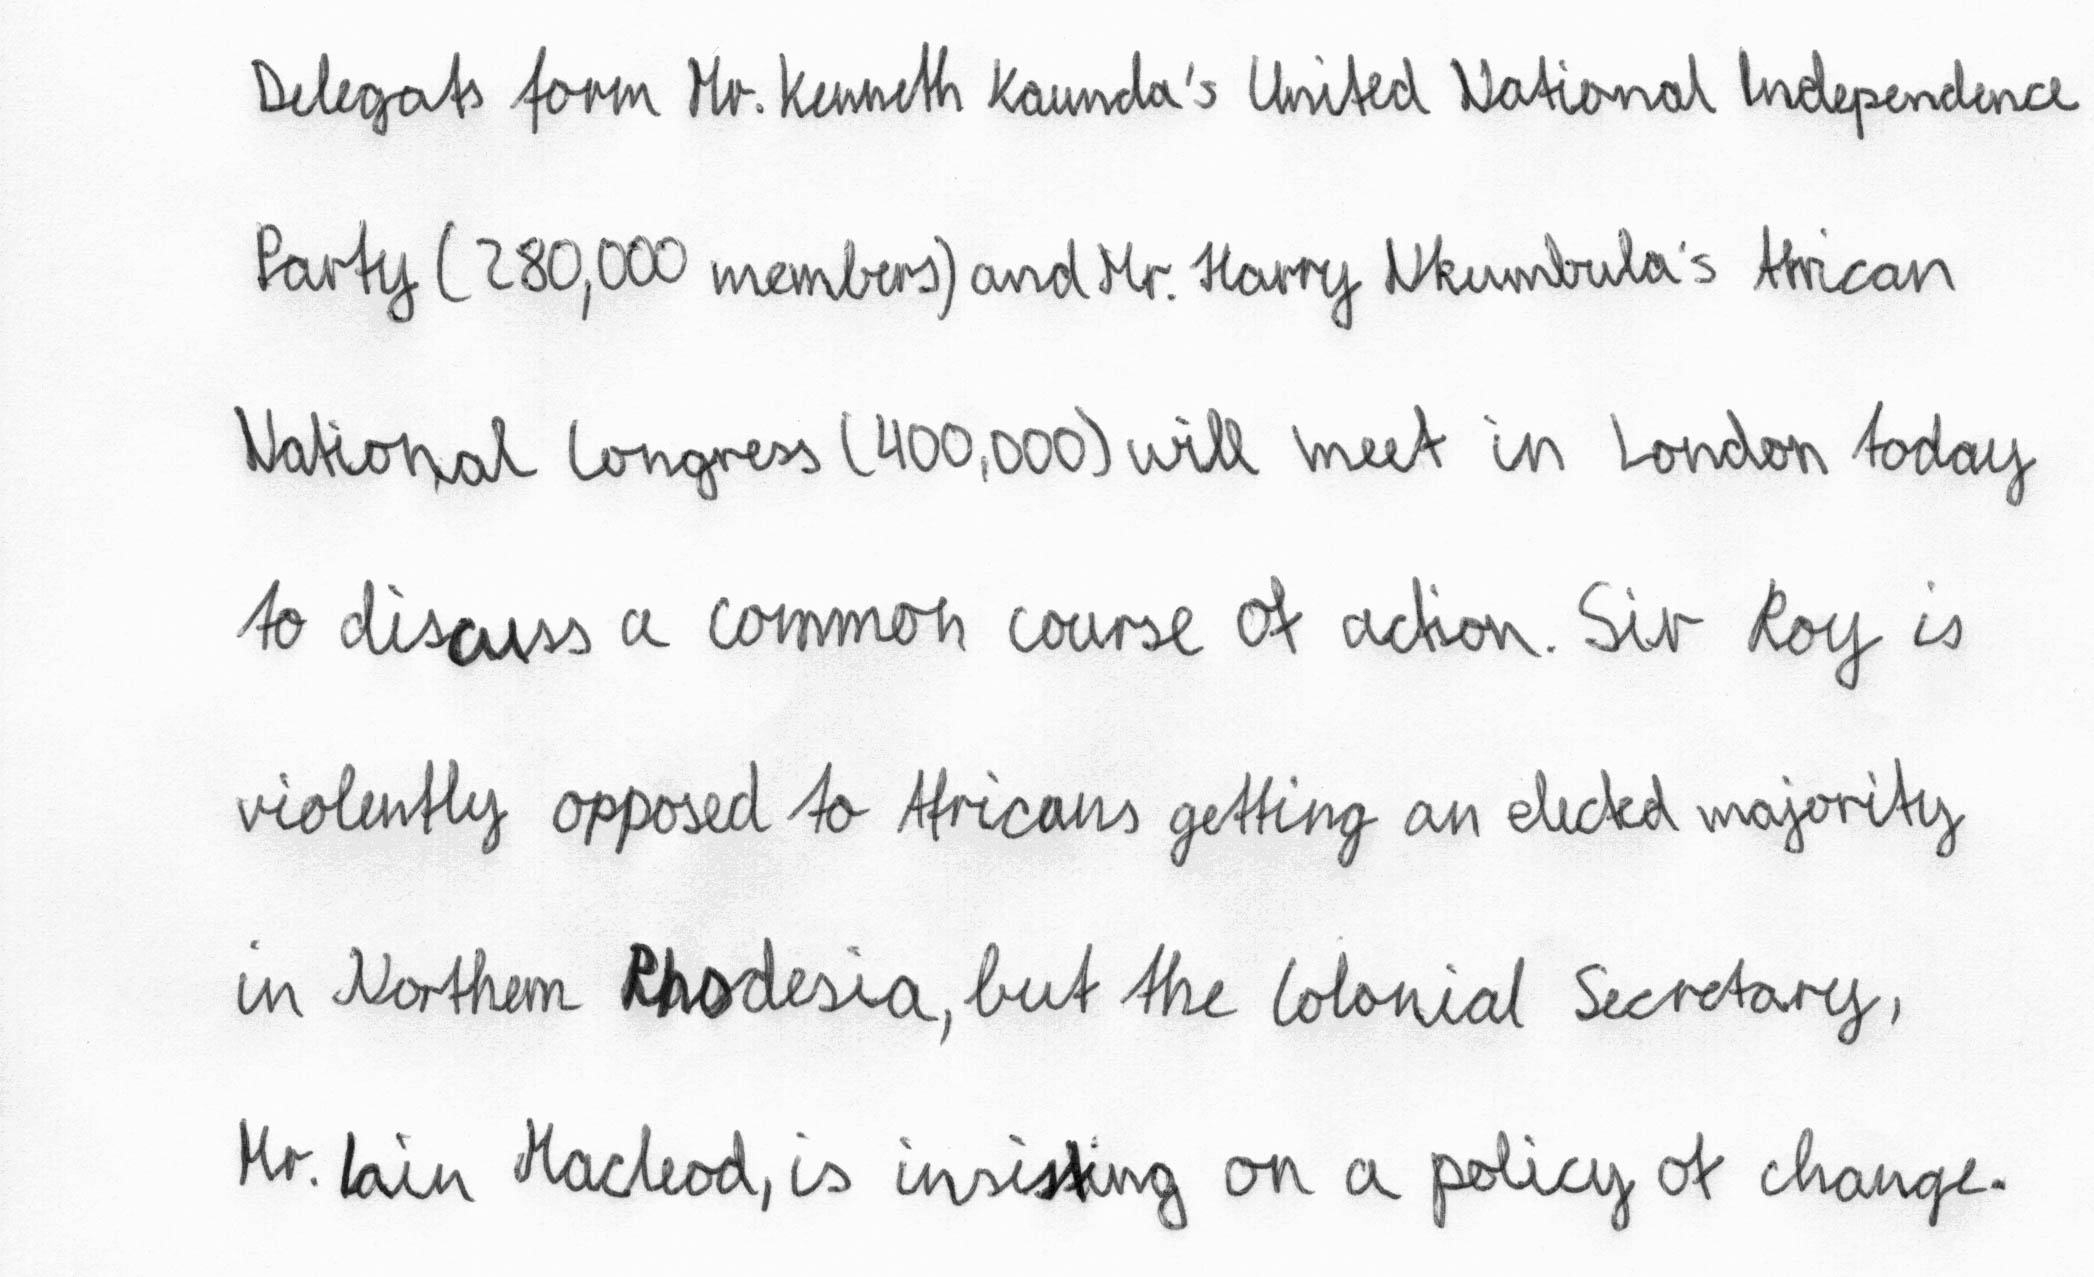 Delegats form Mr. Kenneth Kaunda's United National Independence
Party (280,000 members) and Mr. Harry Nkumbula's African
National Congress (400,000) will meet in London today
to discuss a common course of action. Sir Roy is
violently opposed to Africans getting an elected majority
in Northern Rhodesia, but the Colonial Secretary,
Mr. Iain Macleod, is insisting on a policy of change.